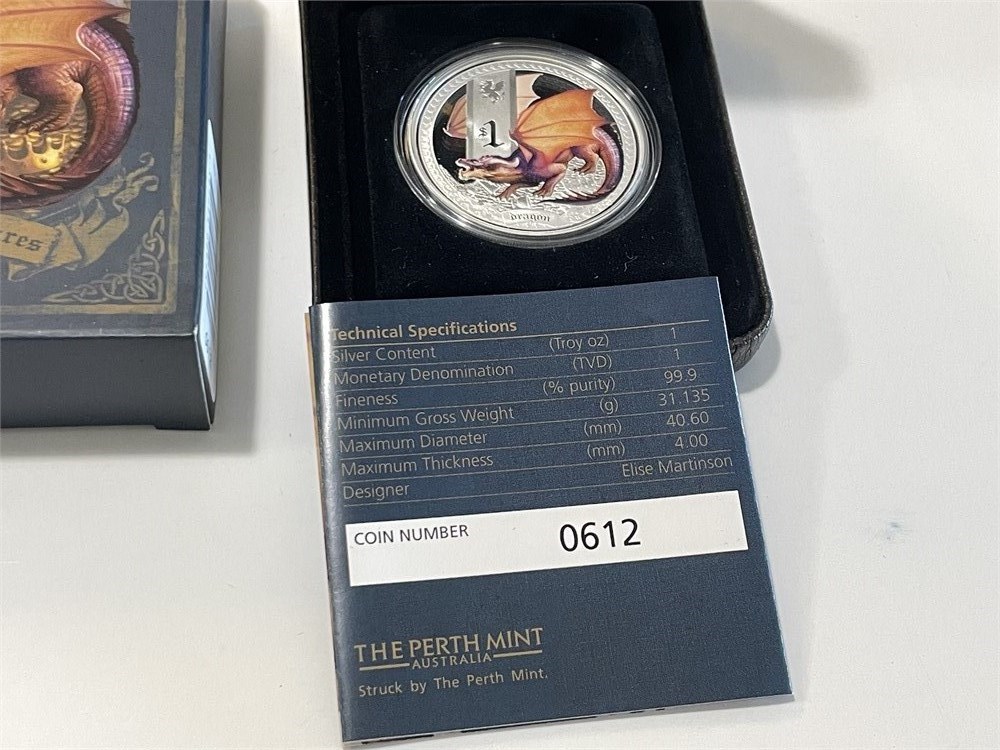 res
$1
dragon
Technical Specifications
Silver Content (Troy oz) 1
Monetary Denomination (TVD) 1
Fineness (% purity) 99.9
Minimum Gross Weight (g) 31.135
Maximum Diameter (mm) 40.60
Maximum Thickness (mm) 4.00
Designer Elise Martinson
COIN NUMBER 0612
THE PERTH MINT
AUSTRALIA
Struck by The Perth Mint.